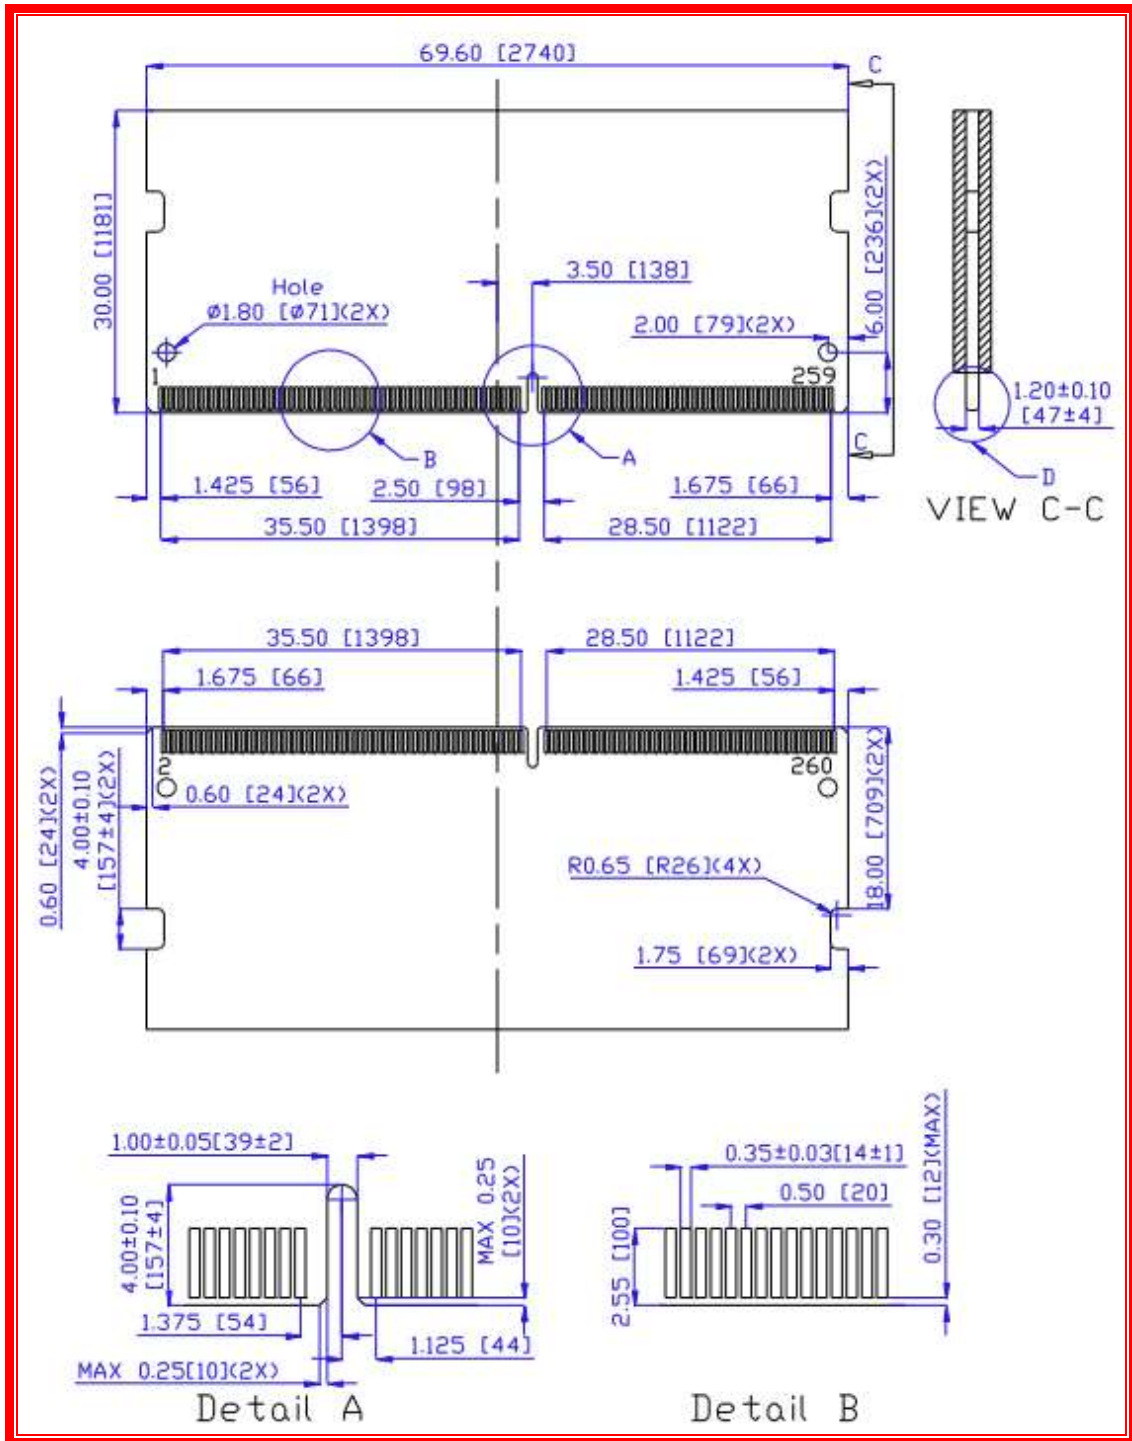 69.60 [2740]
C
30.00 [1181]
6.00 [236](2X)
3.50 [138]
Hole
Ø1.80 [Ø71](2X)
2.00 [79](2X)
1
259
1.20±0.10
[47±4]
B
A
C
D
1.425 [56]
2.50 [98]
1.675 [66]
VIEW C-C
35.50 [1398]
28.50 [1122]
35.50 [1398]
28.50 [1122]
1.675 [66]
1.425 [56]
2
260
0.60 [24](2X)
0.60 [24](2X)
4.00±0.10
[157±4](2X)
18.00 [709](2X)
R0.65 [R26](4X)
1.75 [69](2X)
1.00±0.05[39±2]
4.00±0.10
[157±4]
MAX 0.25
[10](2X)
1.375 [54]
1.125 [44]
MAX 0.25[10](2X)
Detail A
0.35±0.03[14±1]
0.50 [20]
2.55 [100]
0.30 [12](MAX)
Detail B